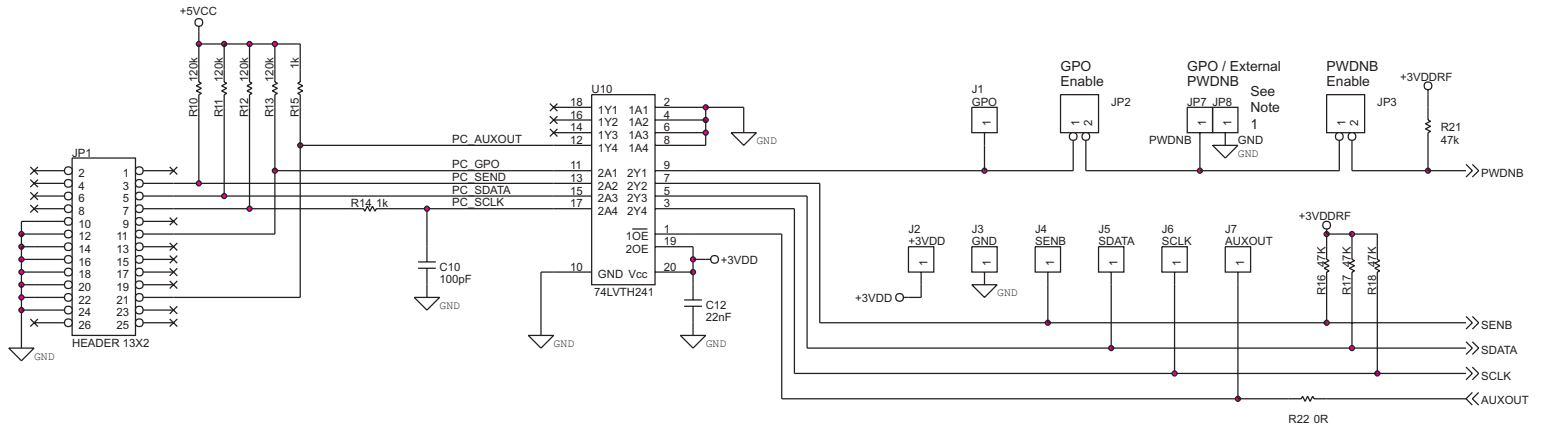 +5VCC
R10 120k
R11 120k
R12 120k
R13 120k
R15 1k
JP1
2 1
4 3
6 5
8 7
10 9
12 11
14 13
16 15
18 17
20 19
22 21
24 23
26 25
HEADER 13X2
GND
PC_AUXOUT
PC_GPO
PC_SEND
PC_SDATA
PC_SCLK
R14 1k
C10
100pF
GND
U10
18 1Y1 1A1 2
16 1Y2 1A2 4
14 1Y3 1A3 6
12 1Y4 1A4 8
11 2A1 2Y1 9
13 2A2 2Y2 7
15 2A3 2Y3 5
17 2A4 2Y4 3
1OE 1
2OE 19
10 GND Vcc 20
74LVTH241
GND
GND
+3VDD
C12
22nF
GND
J1
GPO
1
GPO
Enable
1 2
JP2
GPO / External
PWDNB
See
Note
1
JP7 JP8
1 1
PWDNB
GND
GND
PWDNB
Enable
1 2
JP3
+3VDDRF
R21
47k
PWDNB
J2
+3VDD
1
+3VDD
J3
GND
1
GND
J4
SENB
1
J5
SDATA
1
J6
SCLK
1
J7
AUXOUT
1
+3VDDRF
R16 47K
R17 47K
R18 47K
SENB
SDATA
SCLK
AUXOUT
R22 0R